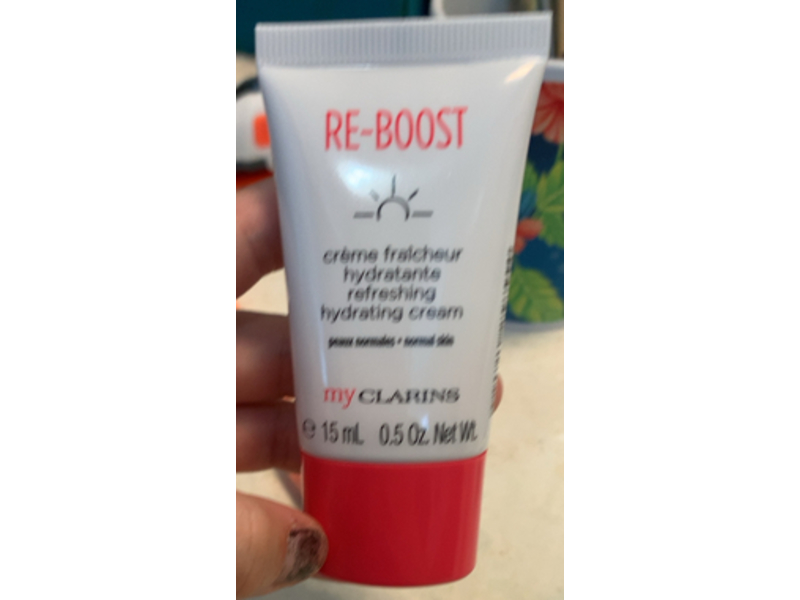 RE-BOOST
crème fraîcheur
hydratante
refreshing
hydrating cream
peaux normales • normal skin
my CLARINS
℮ 15 mL 0.5 Oz. Net Wt.